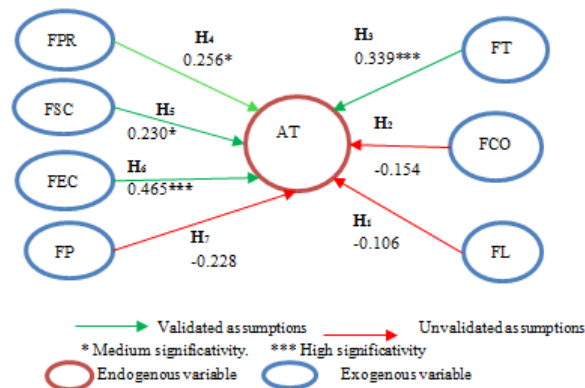 FPR
H4
0.256*
H3
0.339***
FT
FSC
H5
0.230*
AT
H2
-0.154
FCO
FEC
H6
0.465***
FP
H7
-0.228
H1
-0.106
FL
Validated assumptions
Unvalidated assumptions
* Medium significativity. *** High significativity
Endogenous variable
Exogenous variable